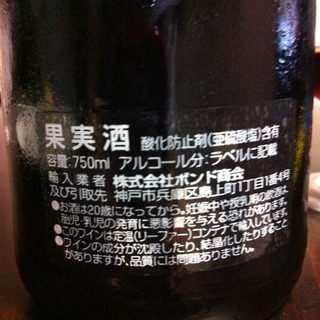 果実酒 酸化防止剤(亜硫酸塩)含有
容量:750ml アルコール分:ラベルに記載
輸入業者 株式会社ボンド商会
及び引取先 神戸市兵庫区島上町1丁目1番4号
●お酒は20歳になってから。妊娠中や授乳期の飲酒は、
胎児・乳児の発育に悪影響を与える恐れがあります。
●このワインは定温(リーファー)コンテナで輸入しています。
●ワインの成分が沈殿したり、結晶化したりすること
がありますが、品質には問題ありません。